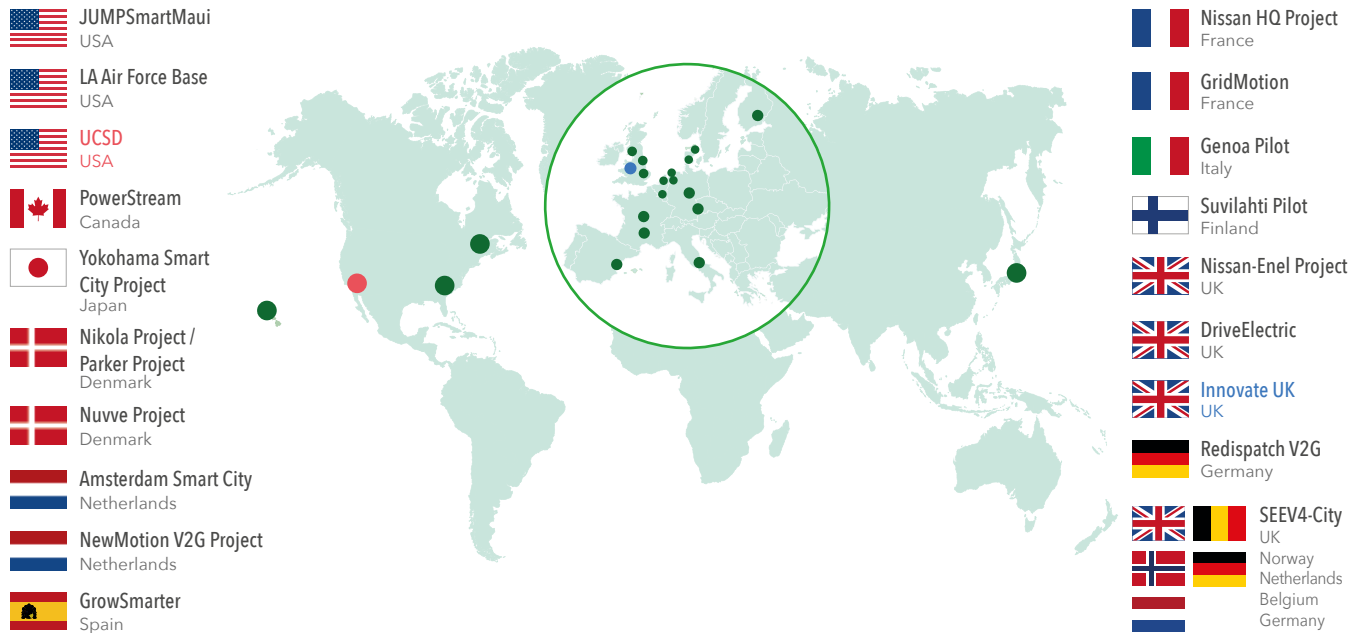 JUMPSmartMaui
USA
LA Air Force Base
USA
UCSD
USA
PowerStream
Canada
Yokohama Smart
City Project
Japan
Nikola Project /
Parker Project
Denmark
Nuvve Project
Denmark
Amsterdam Smart City
Netherlands
NewMotion V2G Project
Netherlands
GrowSmarter
Spain
Nissan HQ Project
France
GridMotion
France
Genoa Pilot
Italy
Suvilahti Pilot
Finland
Nissan-Enel Project
UK
DriveElectric
UK
Innovate UK
UK
Redispatch V2G
Germany
SEEV4-City
UK
Norway
Netherlands
Belgium
Germany